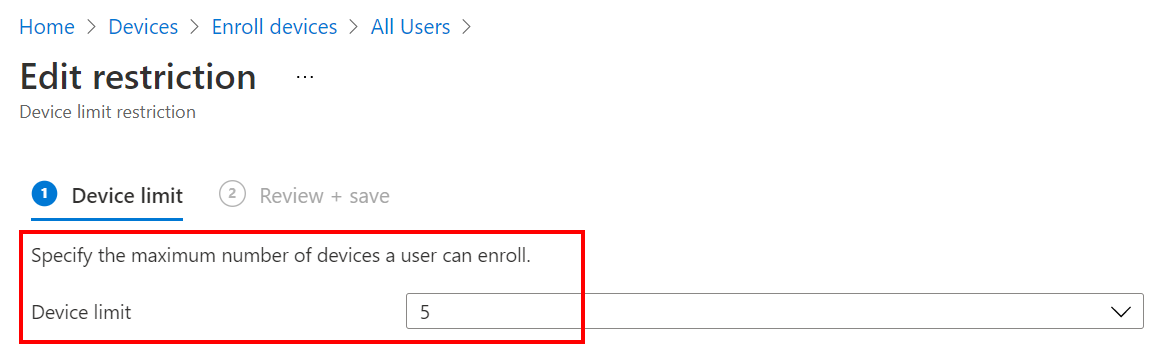 Home > Devices > Enroll devices > All Users >
Edit restriction ...
Device limit restriction
1 Device limit 2 Review + save
Specify the maximum number of devices a user can enroll.
Device limit 5